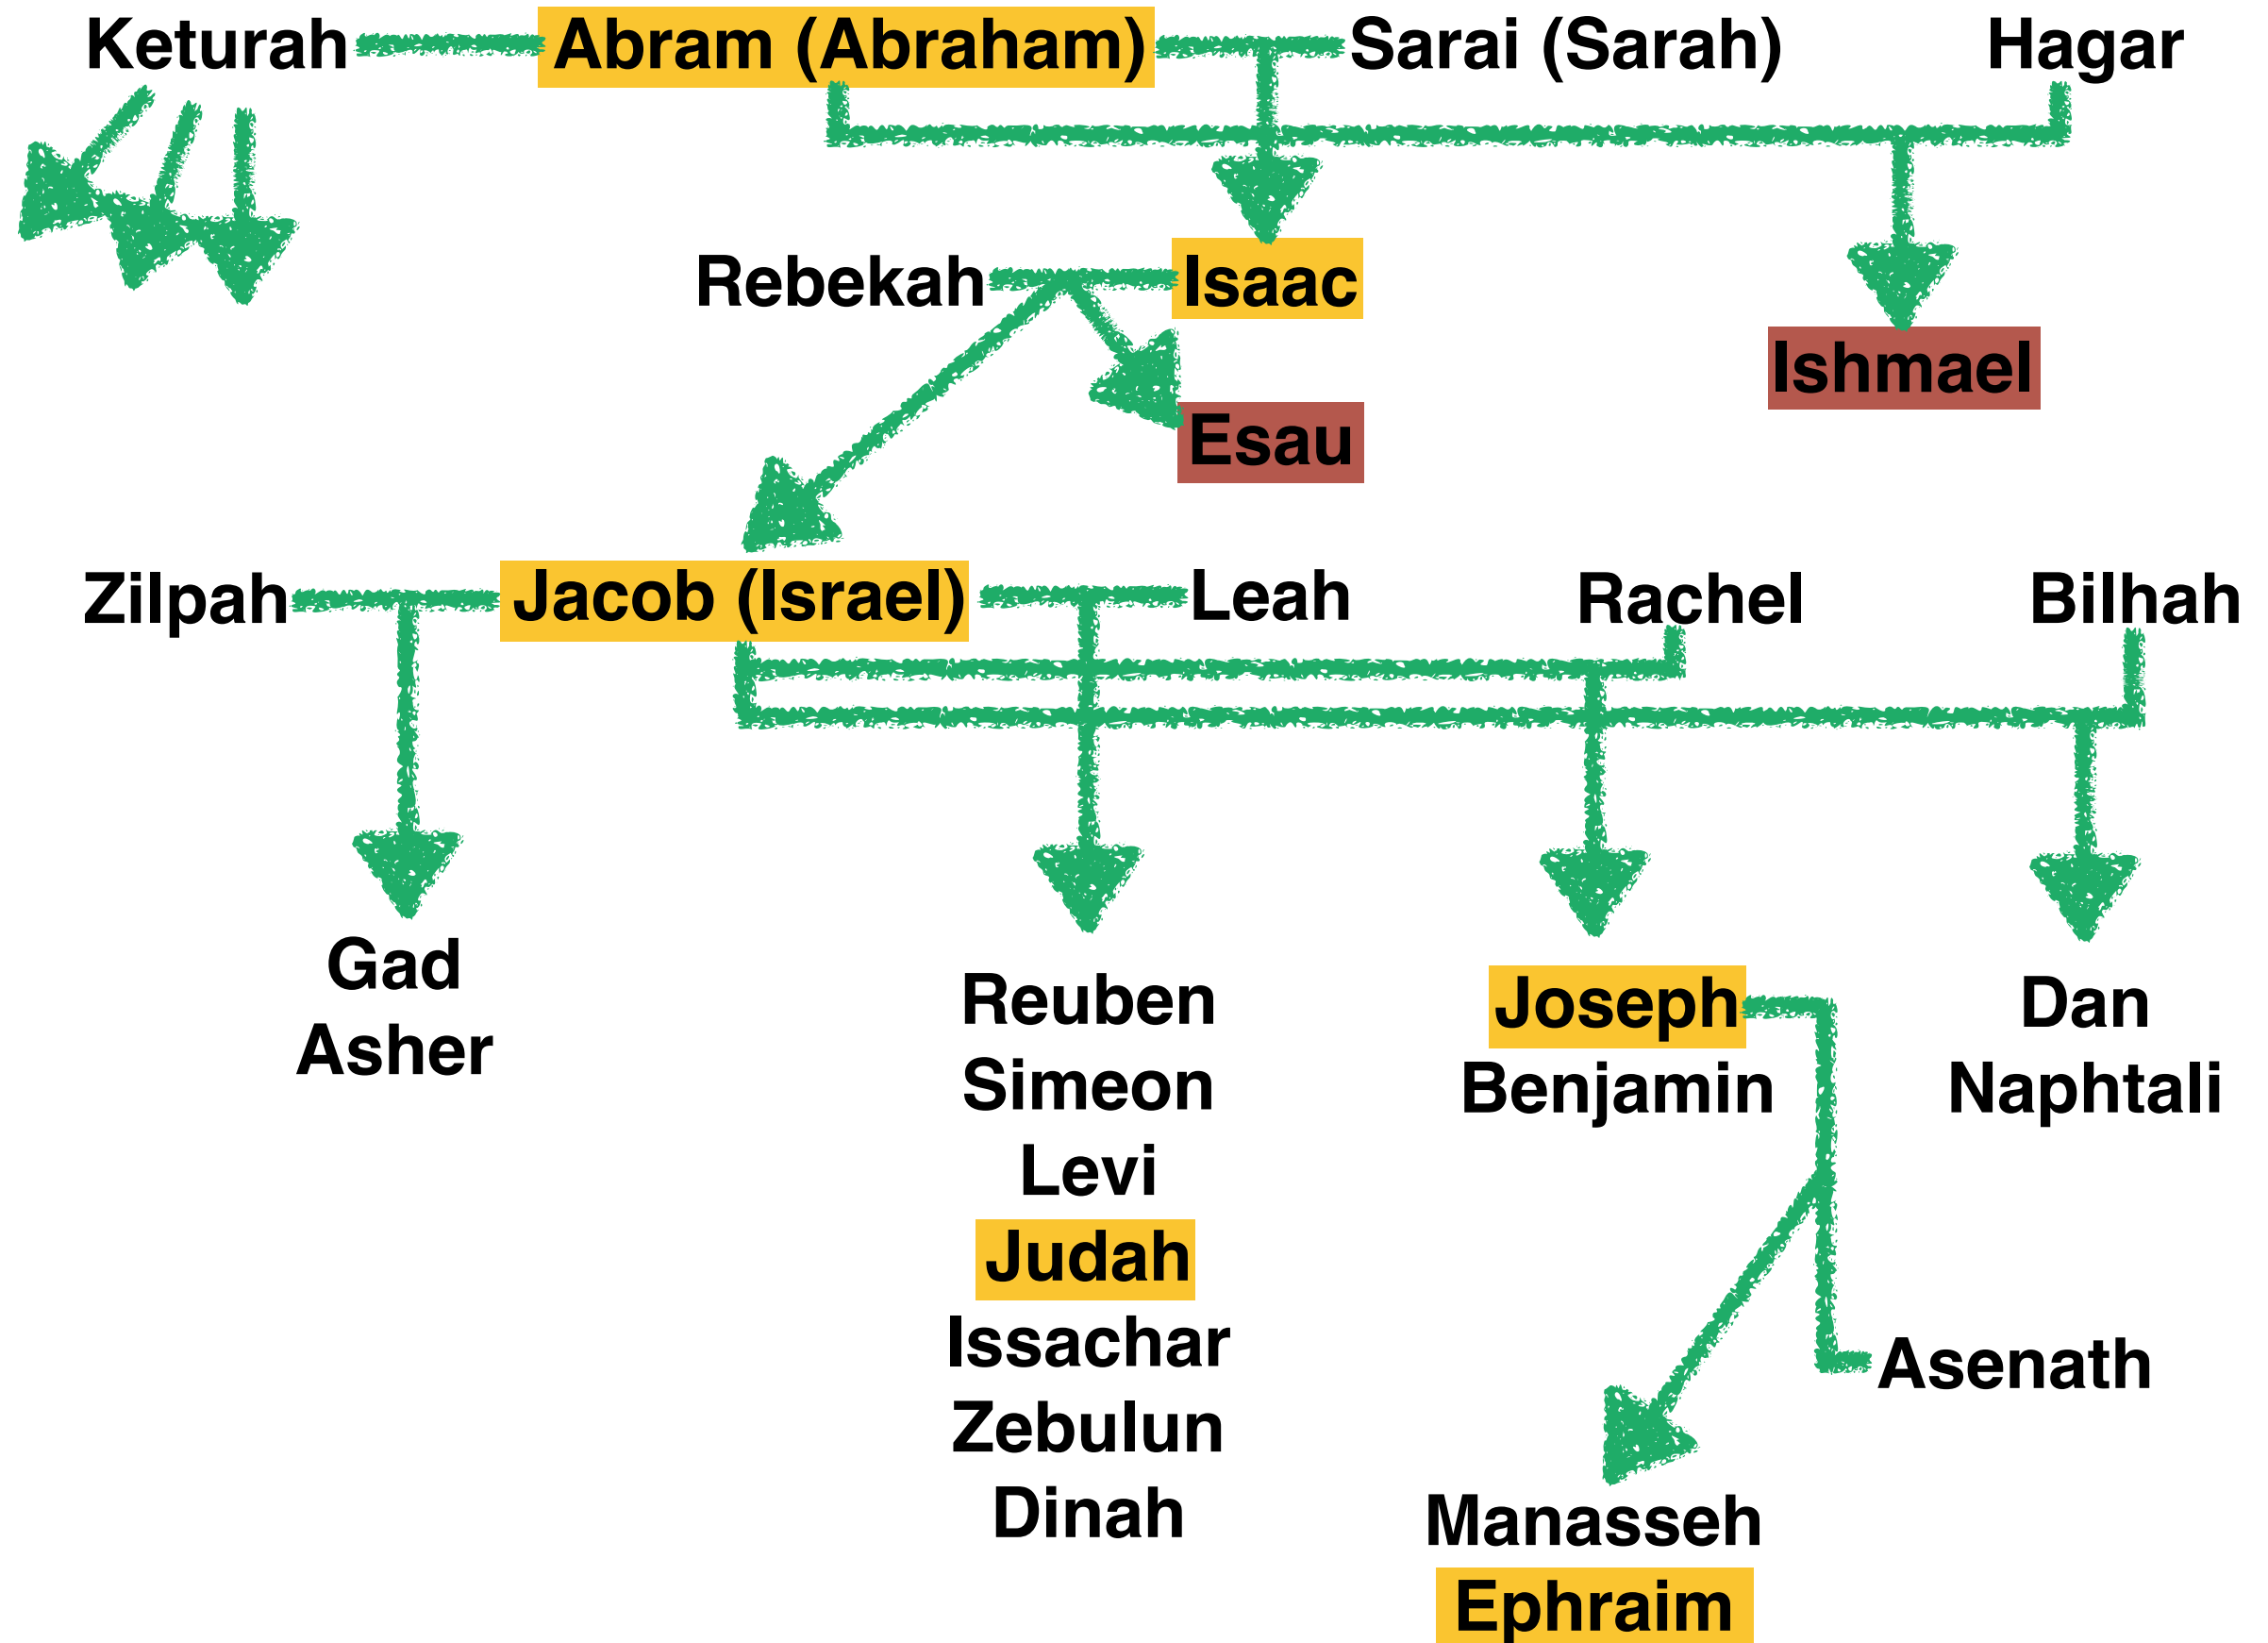 Keturah Abram (Abraham) Sarai (Sarah) Hagar
Rebekah Isaac
Ishmael
Esau
Zilpah Jacob (Israel) Leah Rachel Bilhah
Gad
Asher
Reuben
Simeon
Levi
Judah
Issachar
Zebulun
Dinah
Joseph
Benjamin
Dan
Naphtali
Asenath
Manasseh
Ephraim